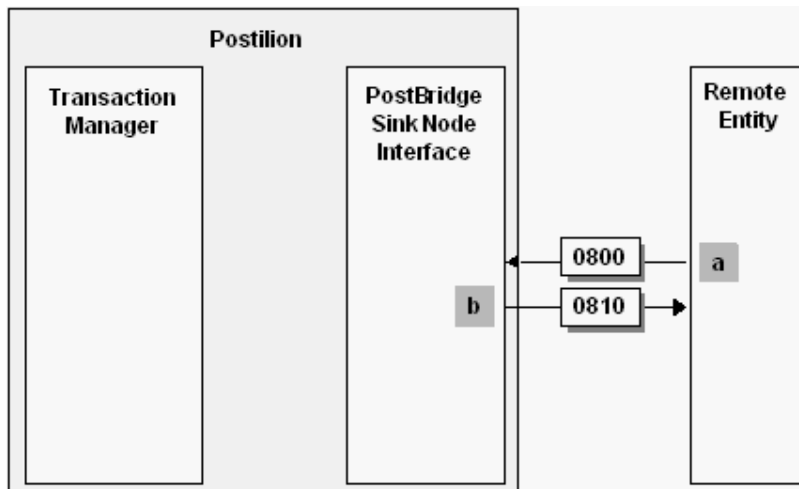 Postilion
Transaction
Manager
PostBridge
Sink Node
Interface
Remote
Entity
0800
a
b
0810